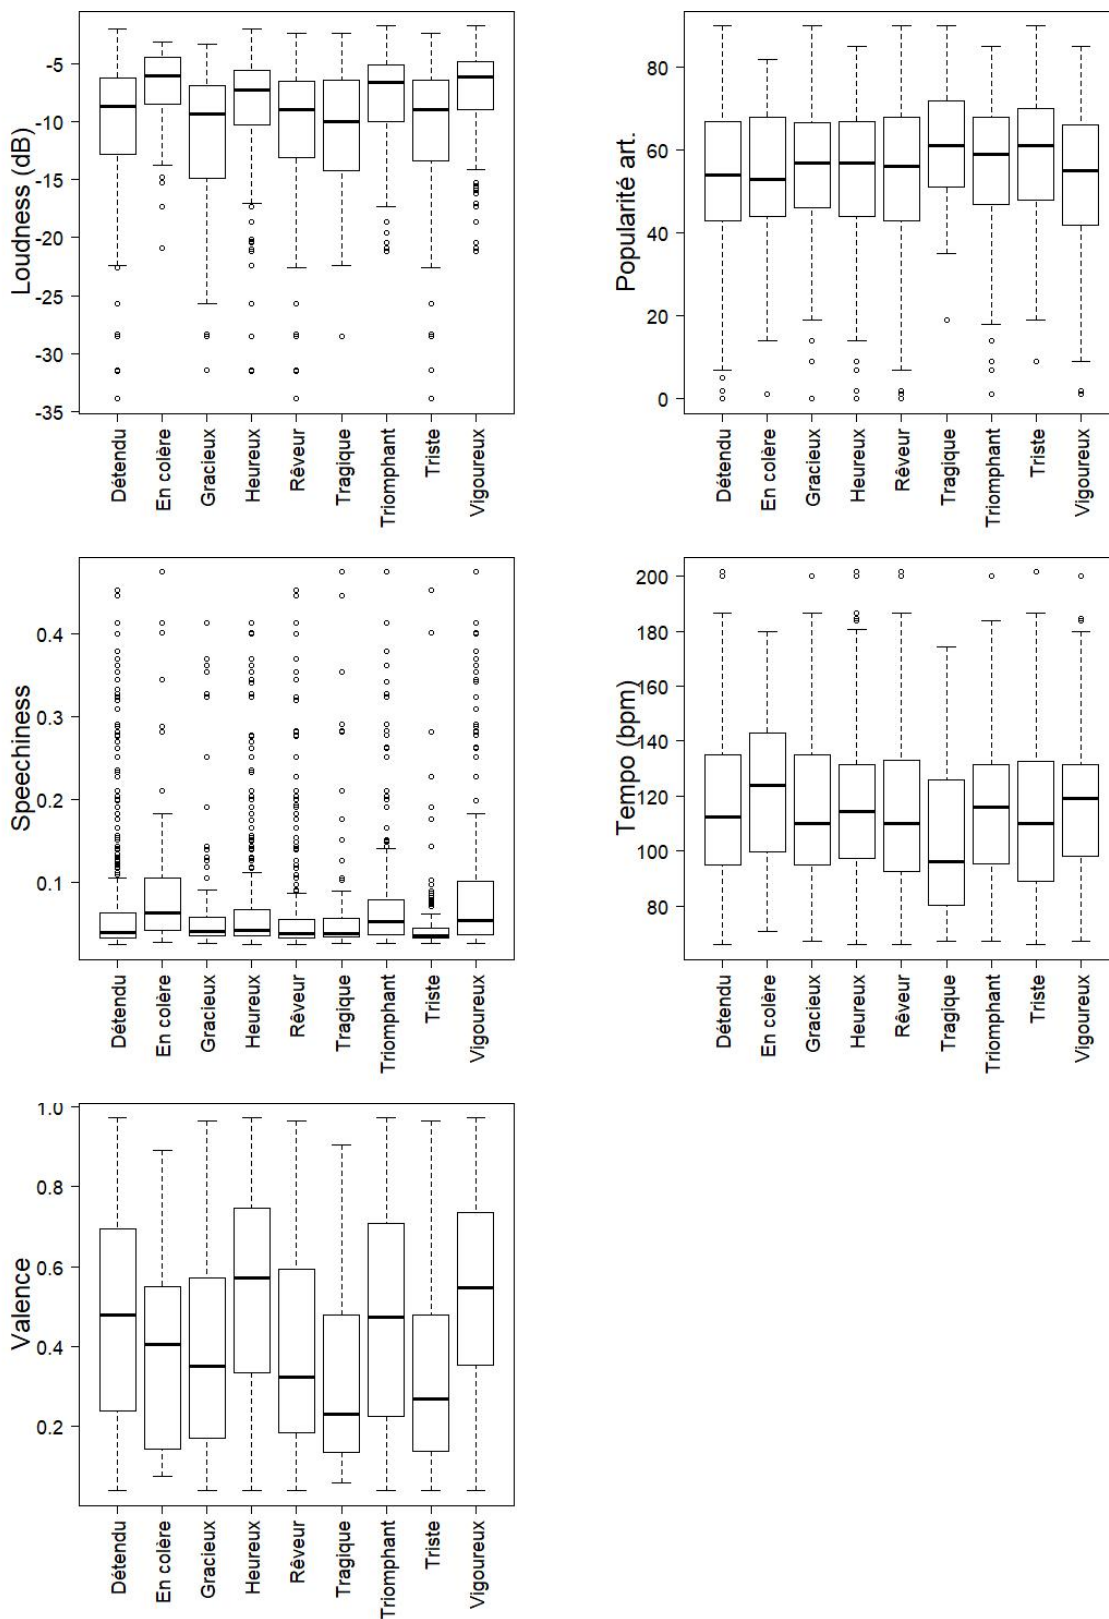 Loudness (dB)
-5
-10
-15
-20
-25
-30
-35
Détendu
En colère
Gracieux
Heureux
Rêveur
Tragique
Triomphant
Triste
Vigoureux
Popularité art.
80
60
40
20
0
Détendu
En colère
Gracieux
Heureux
Rêveur
Tragique
Triomphant
Triste
Vigoureux
Speechiness
0.4
0.3
0.2
0.1
Détendu
En colère
Gracieux
Heureux
Rêveur
Tragique
Triomphant
Triste
Vigoureux
Tempo (bpm)
200
180
160
140
120
100
80
Détendu
En colère
Gracieux
Heureux
Rêveur
Tragique
Triomphant
Triste
Vigoureux
Valence
1.0
0.8
0.6
0.4
0.2
Détendu
En colère
Gracieux
Heureux
Rêveur
Tragique
Triomphant
Triste
Vigoureux